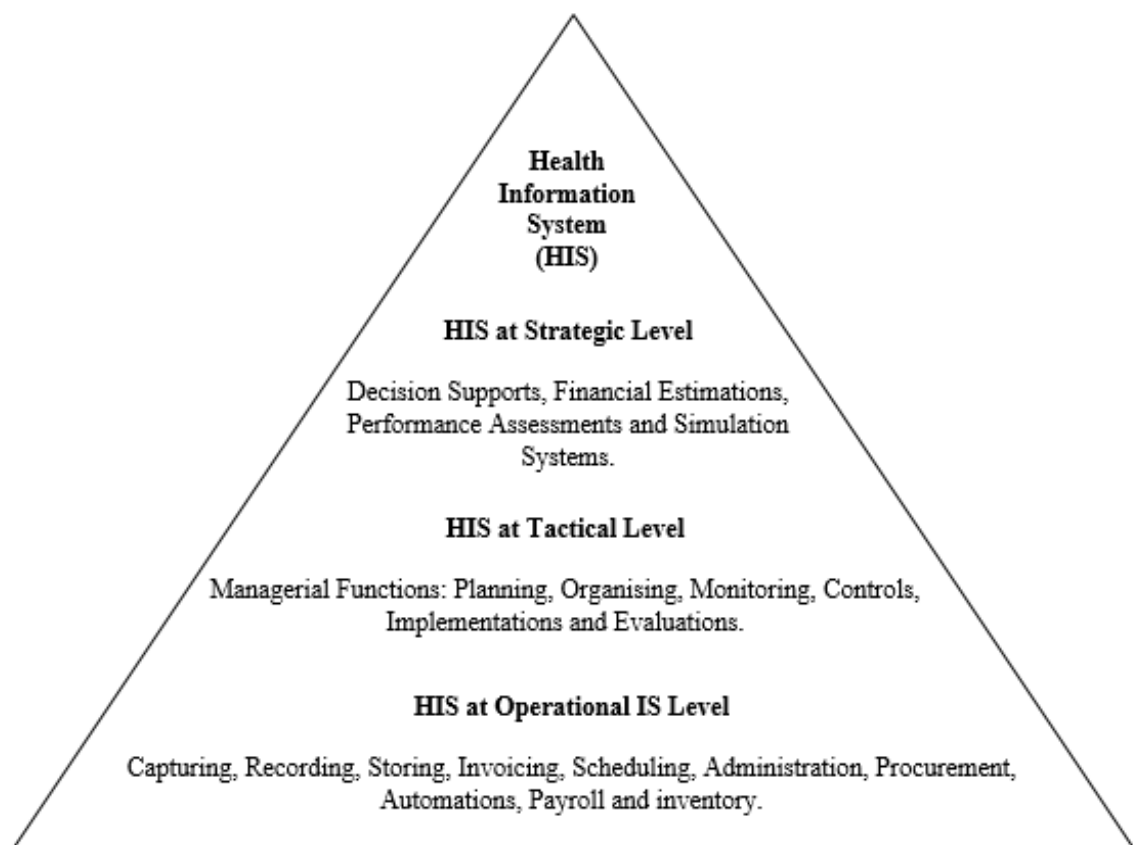 Health
Information
System
(HIS)
HIS at Strategic Level
Decision Supports, Financial Estimations,
Performance Assessments and Simulation
Systems.
HIS at Tactical Level
Managerial Functions: Planning, Organising, Monitoring, Controls,
Implementations and Evaluations.
HIS at Operational IS Level
Capturing, Recording, Storing, Invoicing, Scheduling, Administration, Procurement,
Automations, Payroll and inventory.